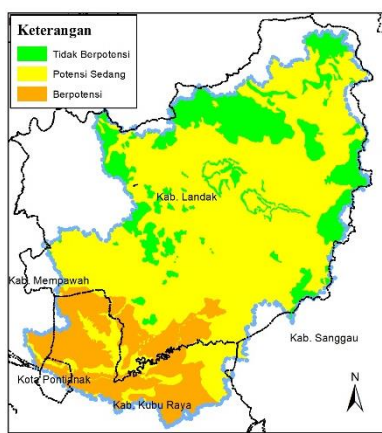 Keterangan
Tidak Berpotensi
Potensi Sedang
Berpotensi
Kab. Landak
Kab. Mempawah
Kab. Sanggau
Kota Pontianak
Kab. Kubu Raya
N